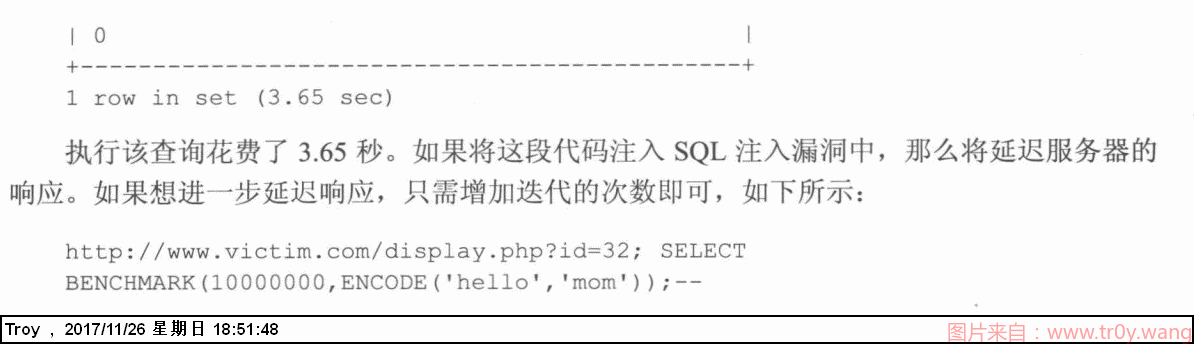 | 0 |
+----------------------------------------------+
1 row in set (3.65 sec)
执行该查询花费了 3.65 秒。如果将这段代码注入 SQL 注入漏洞中，那么将延迟服务器的
响应。如果想进一步延迟响应，只需增加迭代的次数即可，如下所示：
http://www.victim.com/display.php?id=32; SELECT
BENCHMARK(10000000,ENCODE('hello','mom'));--
Troy , 2017/11/26 星期日 18:51:48
图片来自：www.tr0y.wang